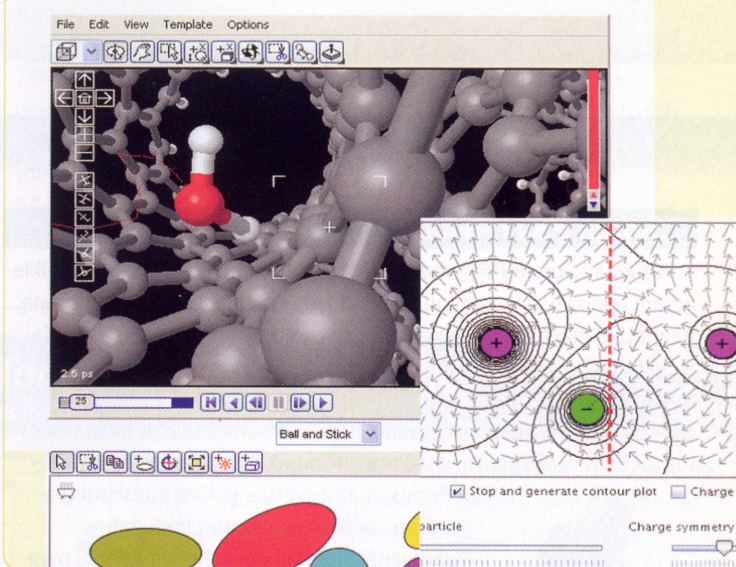 File Edit View Template Options
2.5 ps
25
Ball and Stick
+
+
−
Stop and generate contour plot Charge
particle
Charge symmetry